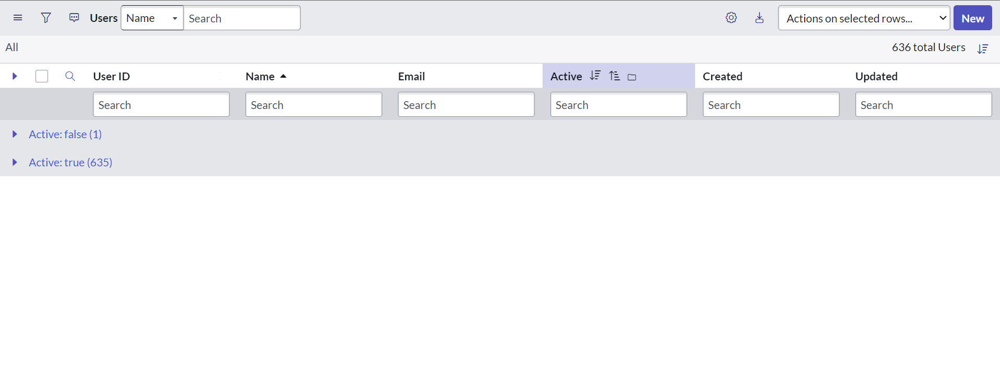 Users Name Search Actions on selected rows... New
All 636 total Users
User ID Name Email Active Created Updated
Search Search Search Search Search Search
Active: false (1)
Active: true (635)